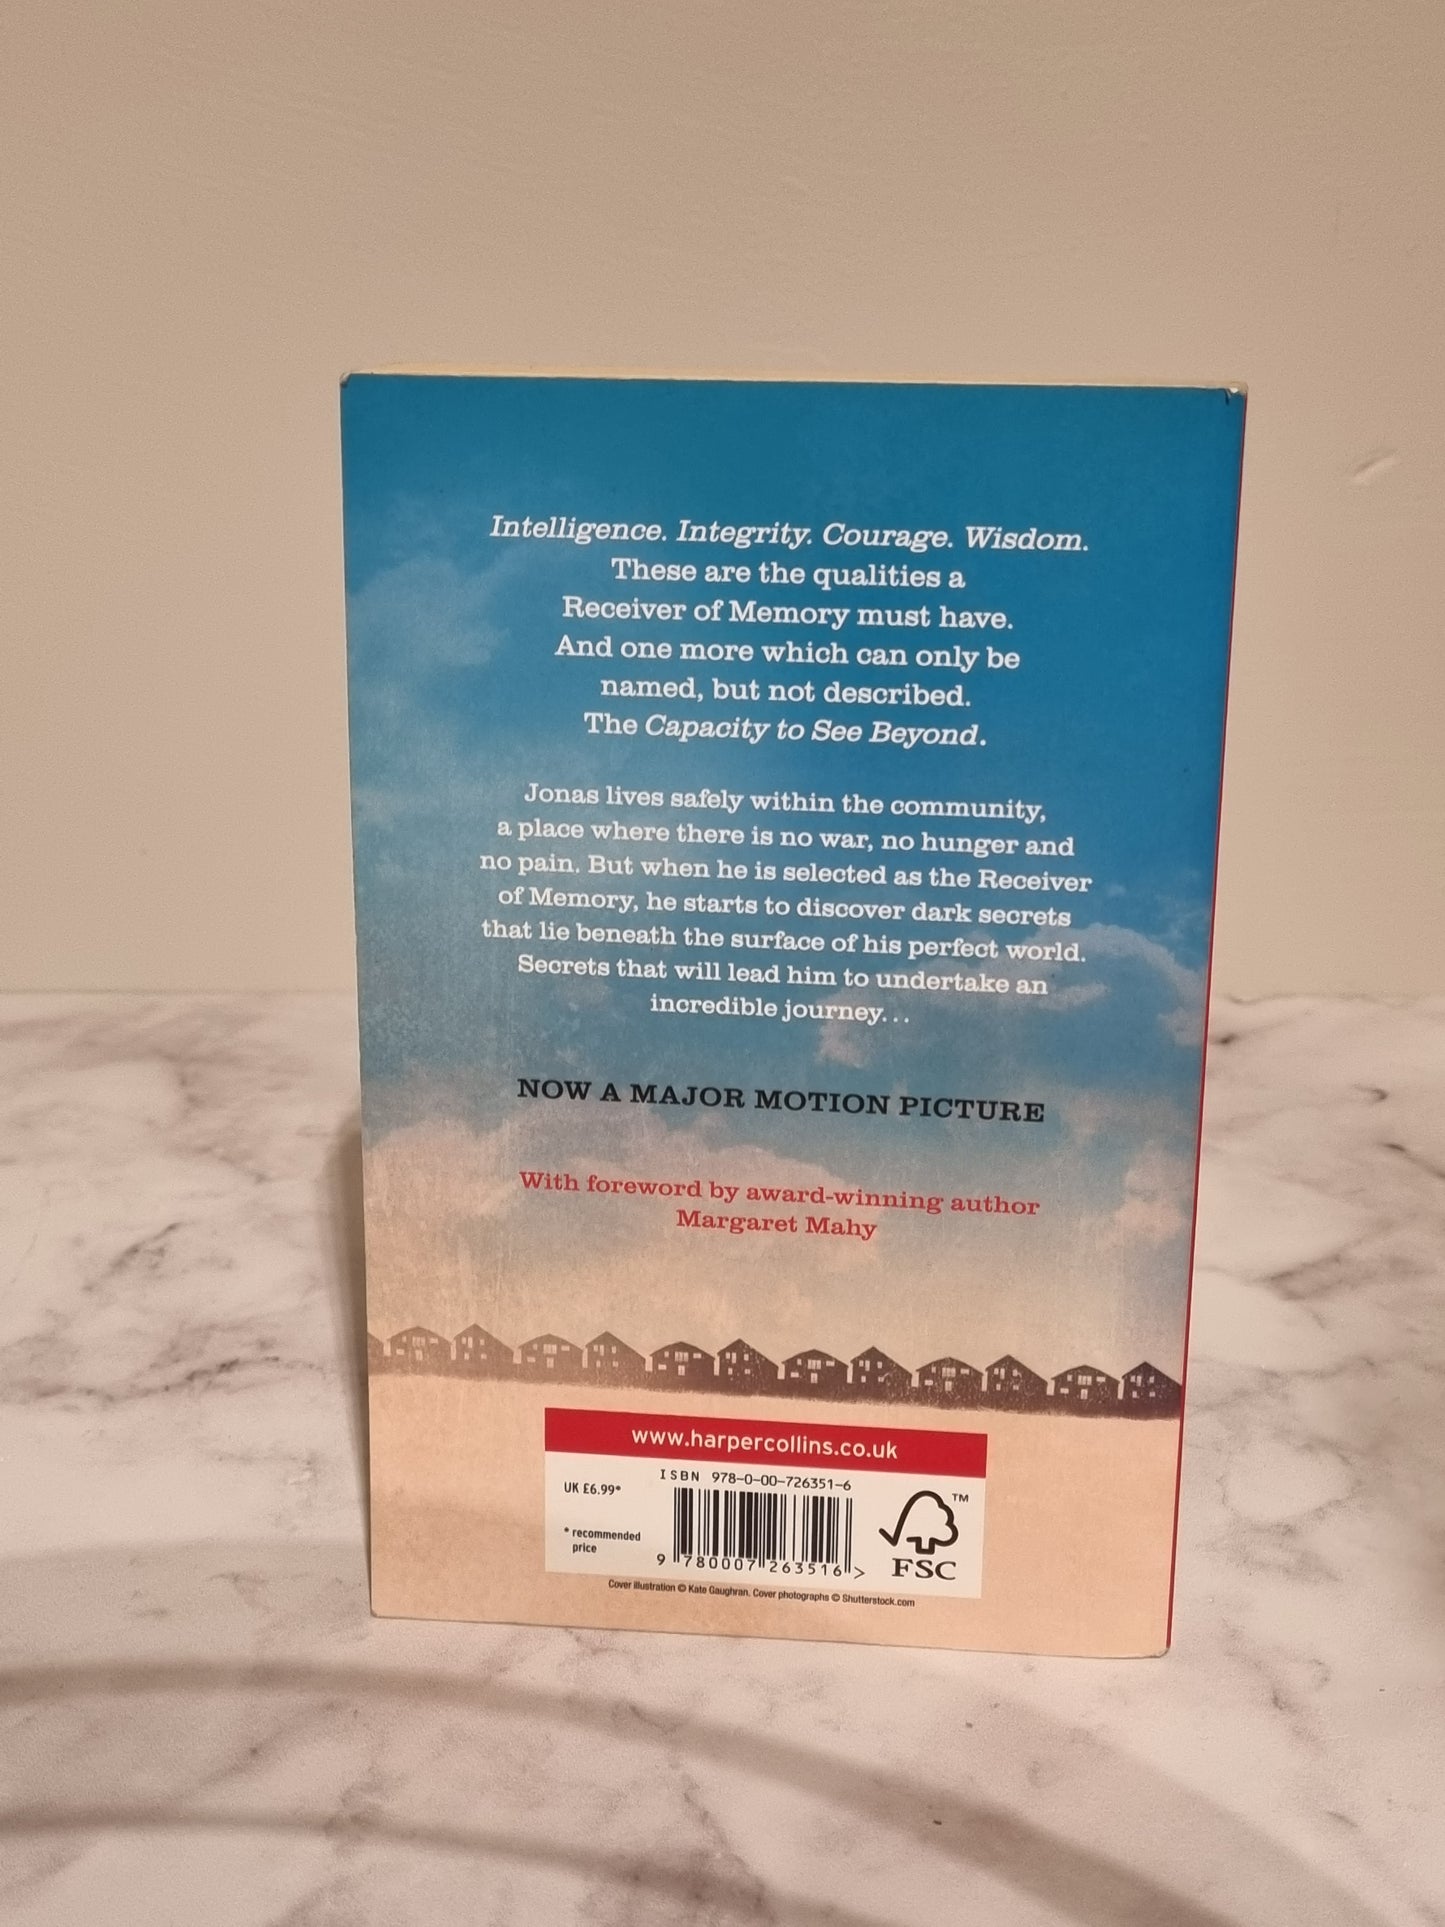 Intelligence. Integrity. Courage. Wisdom.
These are the qualities a
Receiver of Memory must have.
And one more which can only be
named, but not described.
The Capacity to See Beyond.
Jonas lives safely within the community,
a place where there is no war, no hunger and
no pain. But when he is selected as the Receiver
of Memory, he starts to discover dark secrets
that lie beneath the surface of his perfect world.
Secrets that will lead him to undertake an
incredible journey...
NOW A MAJOR MOTION PICTURE
With foreword by award-winning author
Margaret Mahy
www.harpercollins.co.uk
ISBN 978-0-00-726351-6
UK £6.99*
* recommended
price
9 780007 263516 >
TM
FSC
Cover illustration © Kate Gaughran. Cover photographs © Shutterstock.com